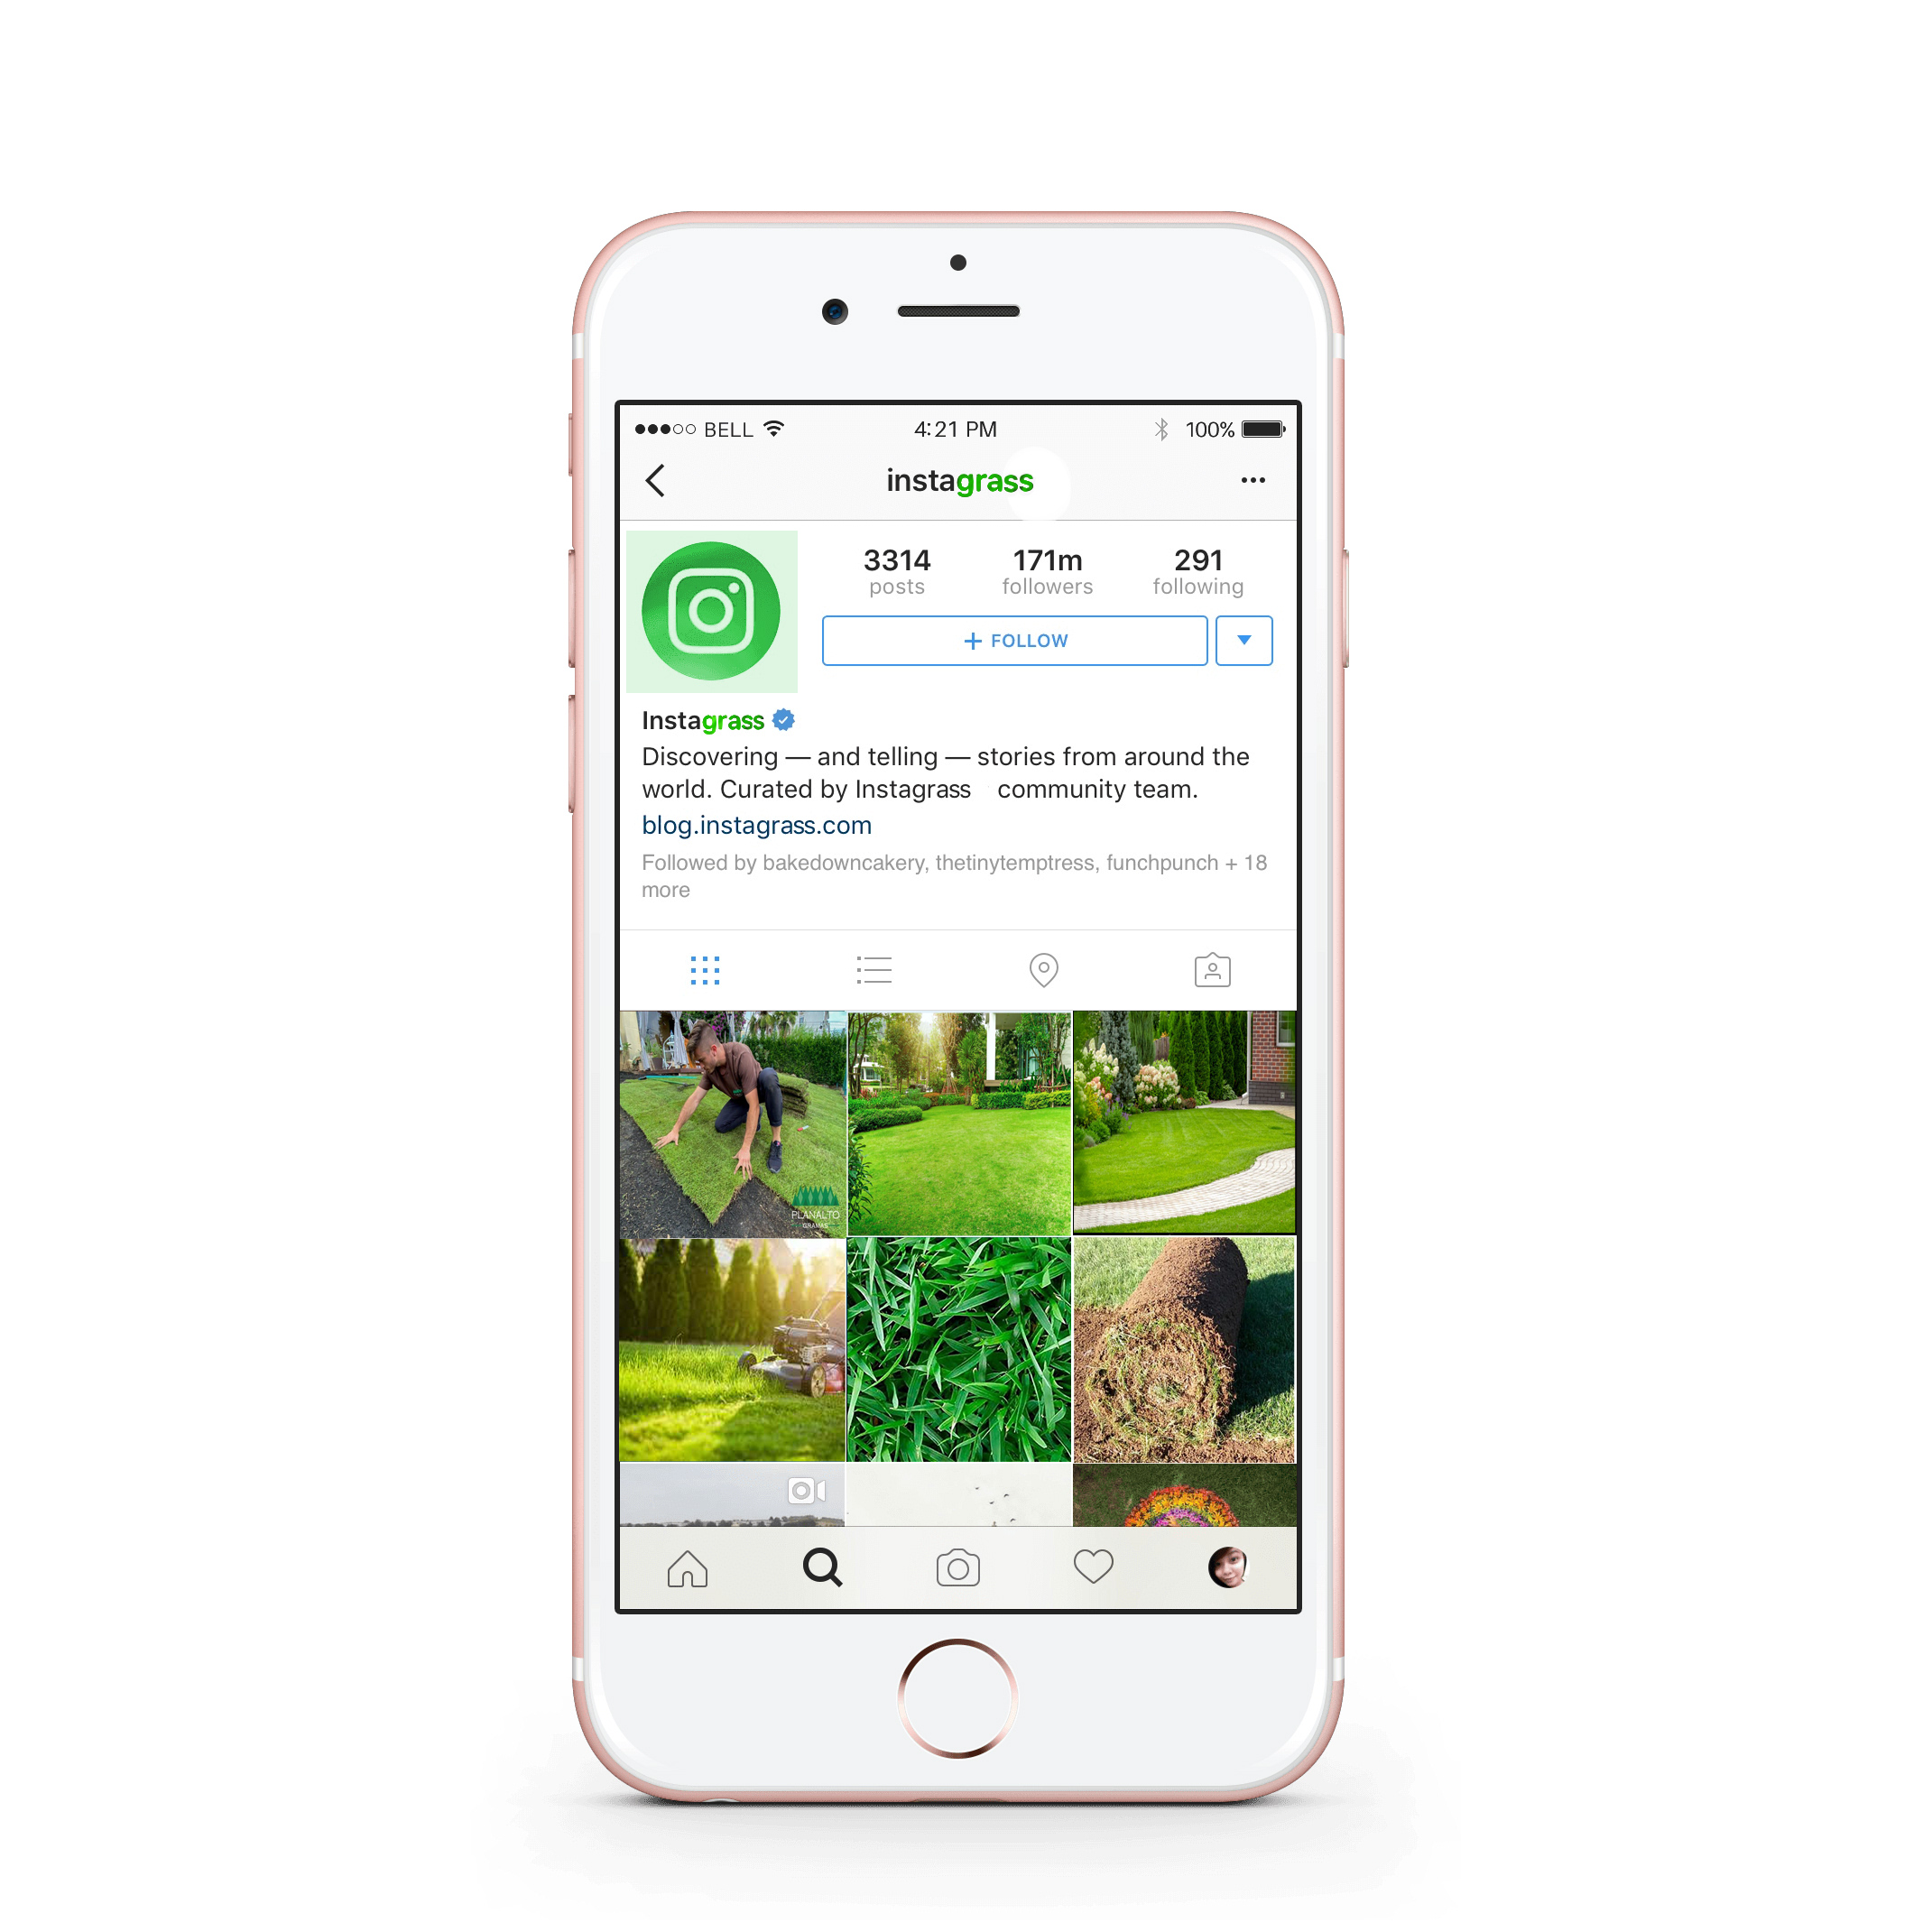 BELL 4:21 PM 100%
instagrass
3314 171m 291
posts followers following
+ FOLLOW
Instagrass
Discovering — and telling — stories from around the
world. Curated by Instagrass community team.
blog.instagrass.com
Followed by bakedowncakery, thetinytemptress, funchpunch + 18
more
PLANALTO
GRAMAS